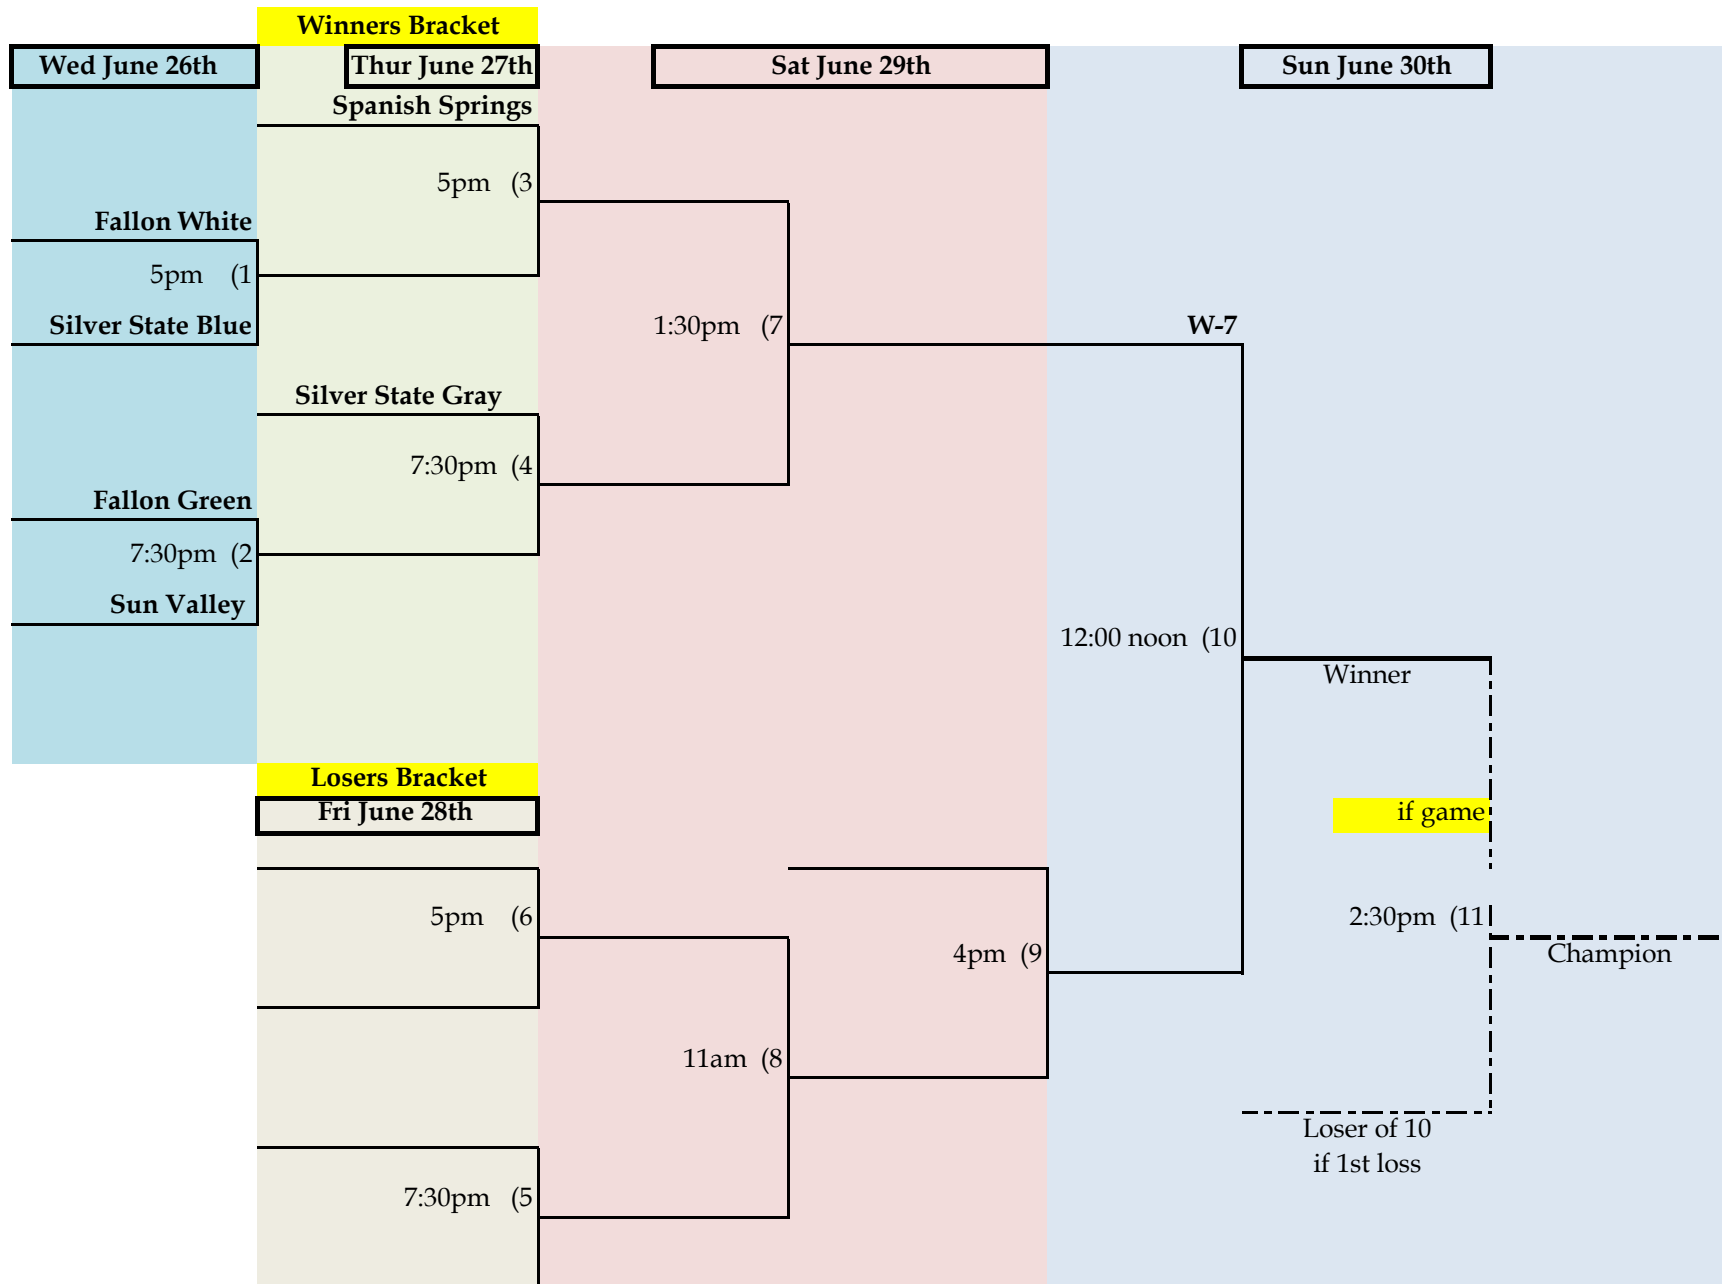 Winners Bracket
Wed June 26th
Thur June 27th
Sat June 29th
Sun June 30th
Spanish Springs
5pm (3
Fallon White
5pm (1
Silver State Blue
1:30pm (7
W-7
Silver State Gray
7:30pm (4
Fallon Green
7:30pm (2
Sun Valley
12:00 noon (10
Winner
Losers Bracket
Fri June 28th
if game
5pm (6
2:30pm (11
4pm (9
Champion
11am (8
Loser of 10
if 1st loss
7:30pm (5